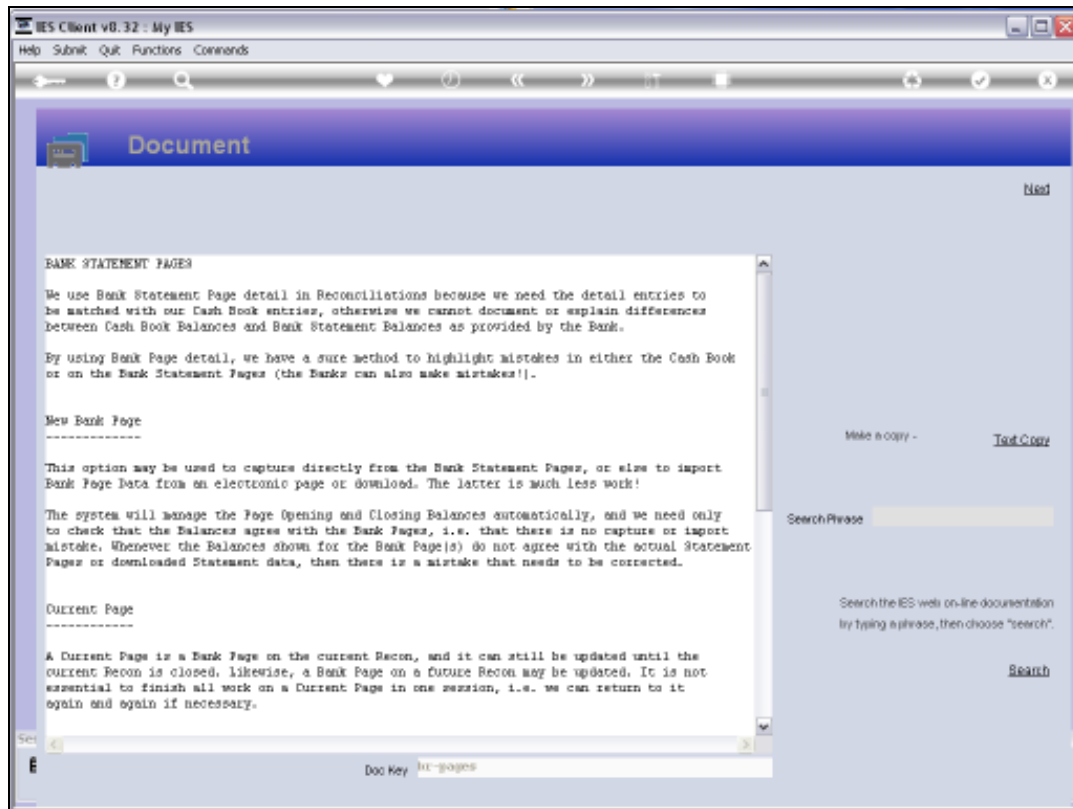 IES Client v8.32 : My IES
Help Submit Quit Functions Commands
Document
Next
BANK STATEMENT PAGES
We use Bank Statement Page detail in Reconciliations because we need the detail entries to
be matched with our Cash Book entries, otherwise we cannot document or explain differences
between Cash Book Balances and Bank Statement Balances as provided by the Bank.
By using Bank Page detail, we have a sure method to highlight mistakes in either the Cash Book
or on the Bank Statement Pages (the Banks can also make mistakes!).
New Bank Page
-------------
This option may be used to capture directly from the Bank Statement Pages, or else to import
Bank Page Data from an electronic page or download. The latter is much less work!
The system will manage the Page Opening and Closing Balances automatically, and we need only
to check that the Balances agree with the Bank Pages, i.e. that there is no capture or import
mistake. Whenever the Balances shown for the Bank Page(s) do not agree with the actual Statement
Pages or downloaded Statement data, then there is a mistake that needs to be corrected.
Current Page
------------
A Current Page is a Bank Page on the current Recon, and it can still be updated until the
current Recon is closed. Likewise, a Bank Page on a future Recon may be updated. It is not
essential to finish all work on a Current Page in one session, i.e. we can return to it
again and again if necessary.
Make a copy -
Text Copy
Search Phrase
Search the IES web on-line documentation
by typing a phrase, then choose "search".
Search
Doc Key